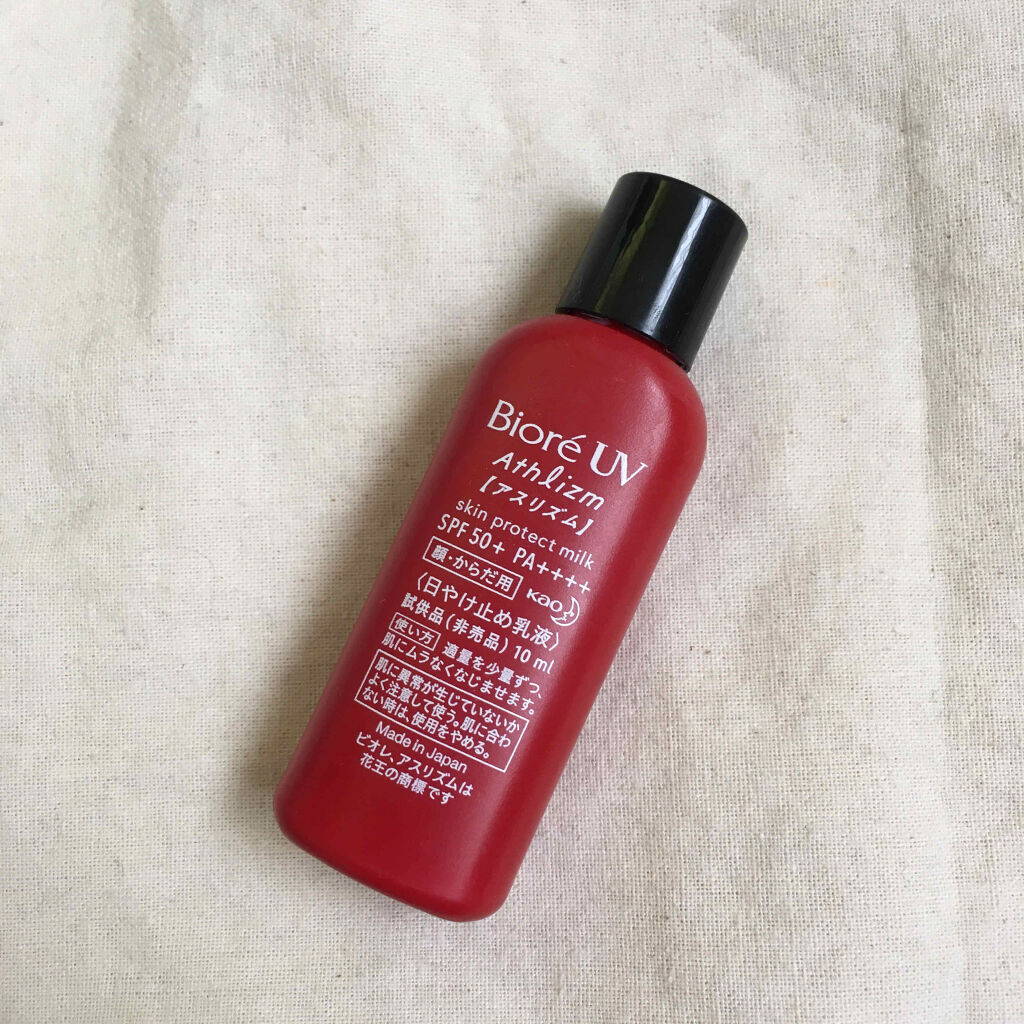 Bioré UV
Athlizm
【アスリズム】
skin protect milk
SPF 50+ PA++++
顔・からだ用 Kao
〈日やけ止め乳液〉
試供品(非売品) 10 ml
使い方 適量を少量ずつ、
肌にムラなくなじませます。
肌に異常が生じていないか
よく注意して使う。肌に合わ
ない時は、使用をやめる。
Made in Japan
ビオレ、アスリズムは
花王の商標です